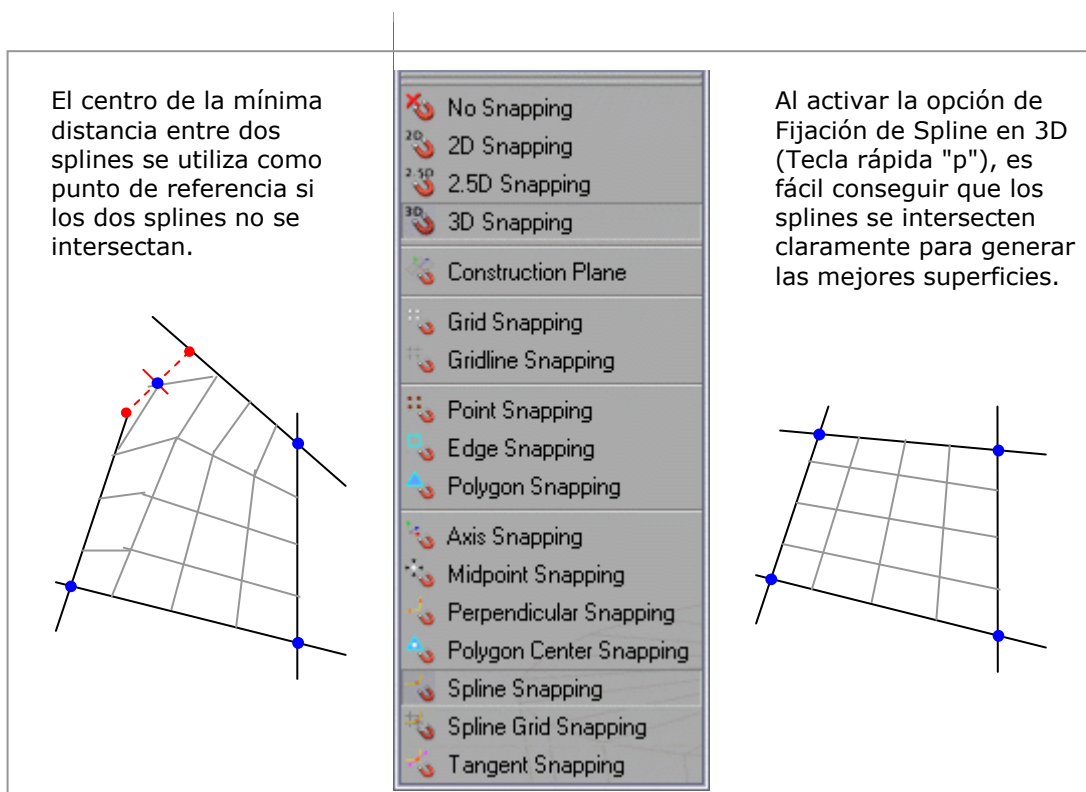 El centro de la mínima
distancia entre dos
splines se utiliza como
punto de referencia si
los dos splines no se
intersectan.
No Snapping
2D 2D Snapping
2.5D 2.5D Snapping
3D 3D Snapping
Construction Plane
Grid Snapping
Gridline Snapping
Point Snapping
Edge Snapping
Polygon Snapping
Axis Snapping
Midpoint Snapping
Perpendicular Snapping
Polygon Center Snapping
Spline Snapping
Spline Grid Snapping
Tangent Snapping
Al activar la opción de
Fijación de Spline en 3D
(Tecla rápida "p"), es
fácil conseguir que los
splines se intersecten
claramente para generar
las mejores superficies.